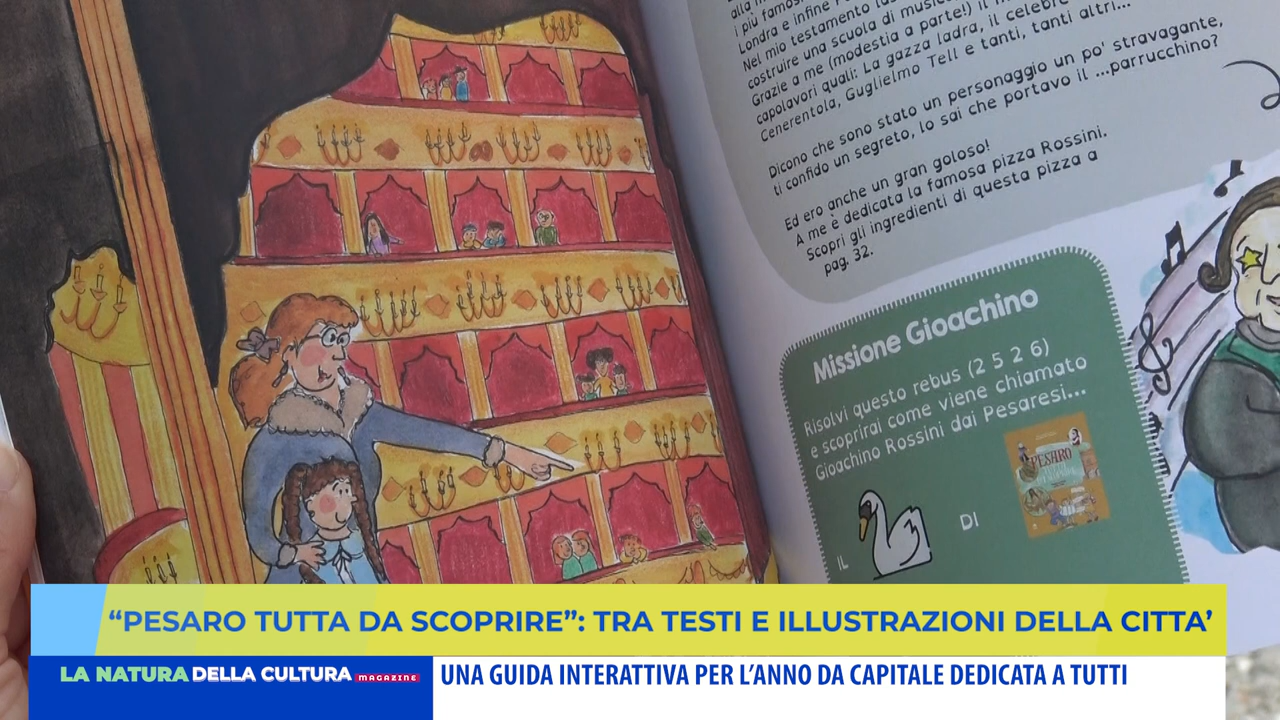 alla
i più famosi
Londra e infine
Nel mio testamento
costruire una scuola di musica
Grazie a me (modestia a parte!) il
capolavori quali: La gazza ladra, il celebre
Cenerentola, Guglielmo Tell e tanti, tanti altri...
Dicono che sono stato un personaggio un po' stravagante,
ti confido un segreto, lo sai che portavo il ...parrucchino?
Ed ero anche un gran goloso!
A me è dedicata la famosa pizza Rossini.
Scopri gli ingredienti di questa pizza a
pag. 32.
Missione Gioachino
Risolvi questo rebus (2 5 2 6)
e scoprirai come viene chiamato
Gioachino Rossini dai Pesaresi...
PESARO
IL
DI
“PESARO TUTTA DA SCOPRIRE”: TRA TESTI E ILLUSTRAZIONI DELLA CITTA’
LA NATURA DELLA CULTURA MAGAZINE
UNA GUIDA INTERATTIVA PER L’ANNO DA CAPITALE DEDICATA A TUTTI